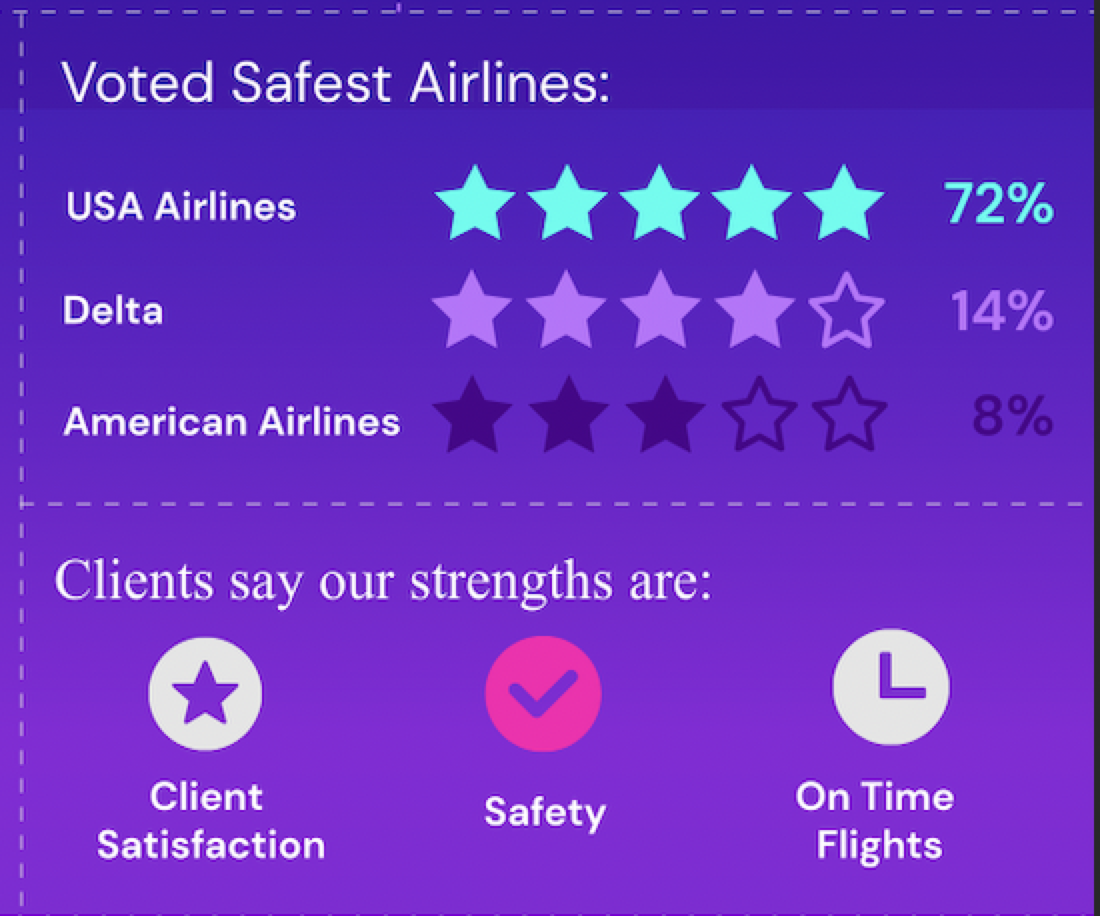 Voted Safest Airlines:
USA Airlines 72%
Delta 14%
American Airlines 8%
Clients say our strengths are:
Client
Satisfaction
Safety
On Time
Flights